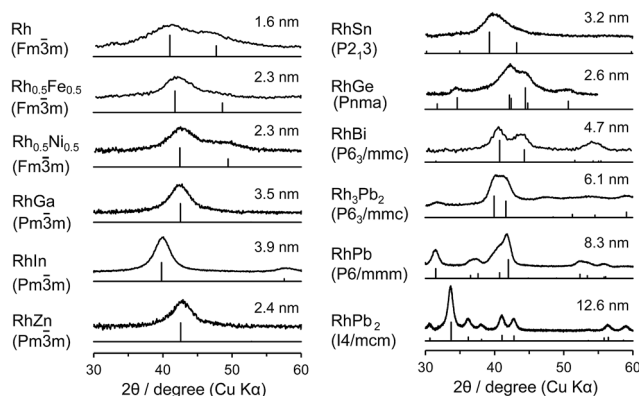 Rh
(Fm3̅m)
1.6 nm
Rh₀.₅Fe₀.₅
(Fm3̅m)
2.3 nm
Rh₀.₅Ni₀.₅
(Fm3̅m)
2.3 nm
RhGa
(Pm3̅m)
3.5 nm
RhIn
(Pm3̅m)
3.9 nm
RhZn
(Pm3̅m)
2.4 nm
30 40 50 60
2θ / degree (Cu Kα)
RhSn
(P2₁3)
3.2 nm
RhGe
(Pnma)
2.6 nm
RhBi
(P6₃/mmc)
4.7 nm
Rh₃Pb₂
(P6₃/mmc)
6.1 nm
RhPb
(P6/mmm)
8.3 nm
RhPb₂
(I4/mcm)
12.6 nm
30 40 50 60
2θ / degree (Cu Kα)